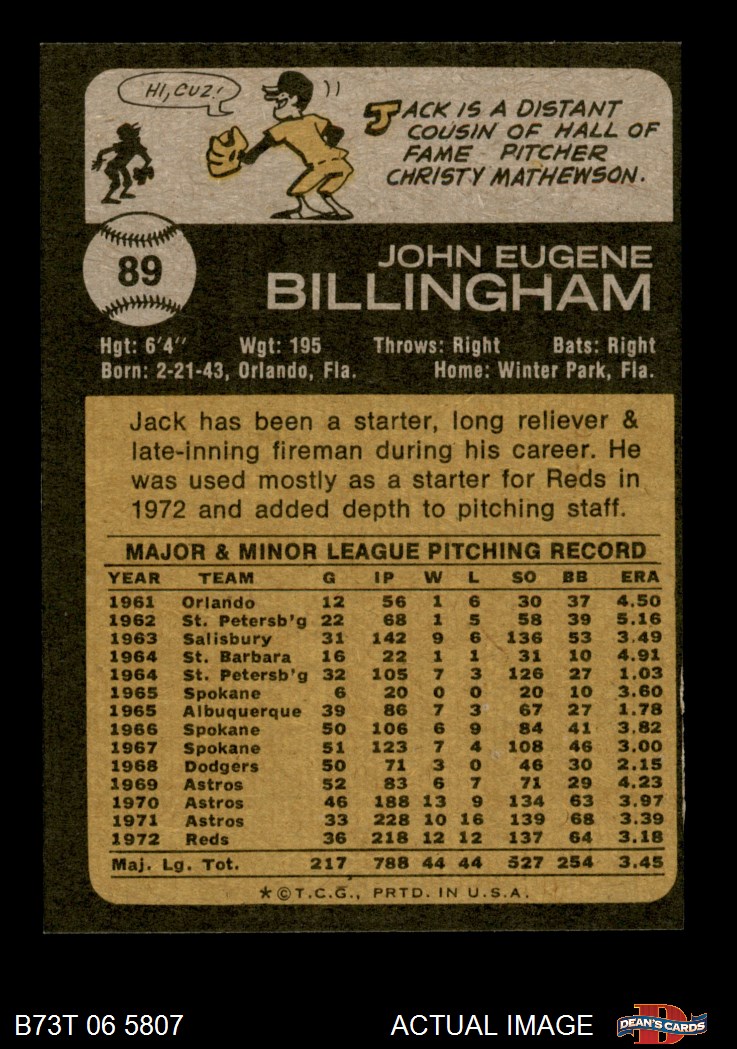 HI, CUZ!
JACK IS A DISTANT
COUSIN OF HALL OF
FAME PITCHER
CHRISTY MATHEWSON.
89
JOHN EUGENE
BILLINGHAM
Hgt: 6'4" Wgt: 195 Throws: Right Bats: Right
Born: 2-21-43, Orlando, Fla. Home: Winter Park, Fla.
Jack has been a starter, long reliever &
late-inning fireman during his career. He
was used mostly as a starter for Reds in
1972 and added depth to pitching staff.
MAJOR & MINOR LEAGUE PITCHING RECORD
YEAR TEAM G IP W L SO BB ERA
1961 Orlando 12 56 1 6 30 37 4.50
1962 St. Petersb'g 22 68 1 5 58 39 5.16
1963 Salisbury 31 142 9 6 136 53 3.49
1964 St. Barbara 16 22 1 1 31 10 4.91
1964 St. Petersb'g 32 105 7 3 126 27 1.03
1965 Spokane 6 20 0 0 20 10 3.60
1965 Albuquerque 39 86 7 3 67 27 1.78
1966 Spokane 50 106 6 9 84 41 3.82
1967 Spokane 51 123 7 4 108 46 3.00
1968 Dodgers 50 71 3 0 46 30 2.15
1969 Astros 52 83 6 7 71 29 4.23
1970 Astros 46 188 13 9 134 63 3.97
1971 Astros 33 228 10 16 139 68 3.39
1972 Reds 36 218 12 12 137 64 3.18
Maj. Lg. Tot. 217 788 44 44 527 254 3.45
*©T.C.G., PRTD. IN U.S.A.
B73T 06 5807 ACTUAL IMAGE
D
DEAN'S CARDS